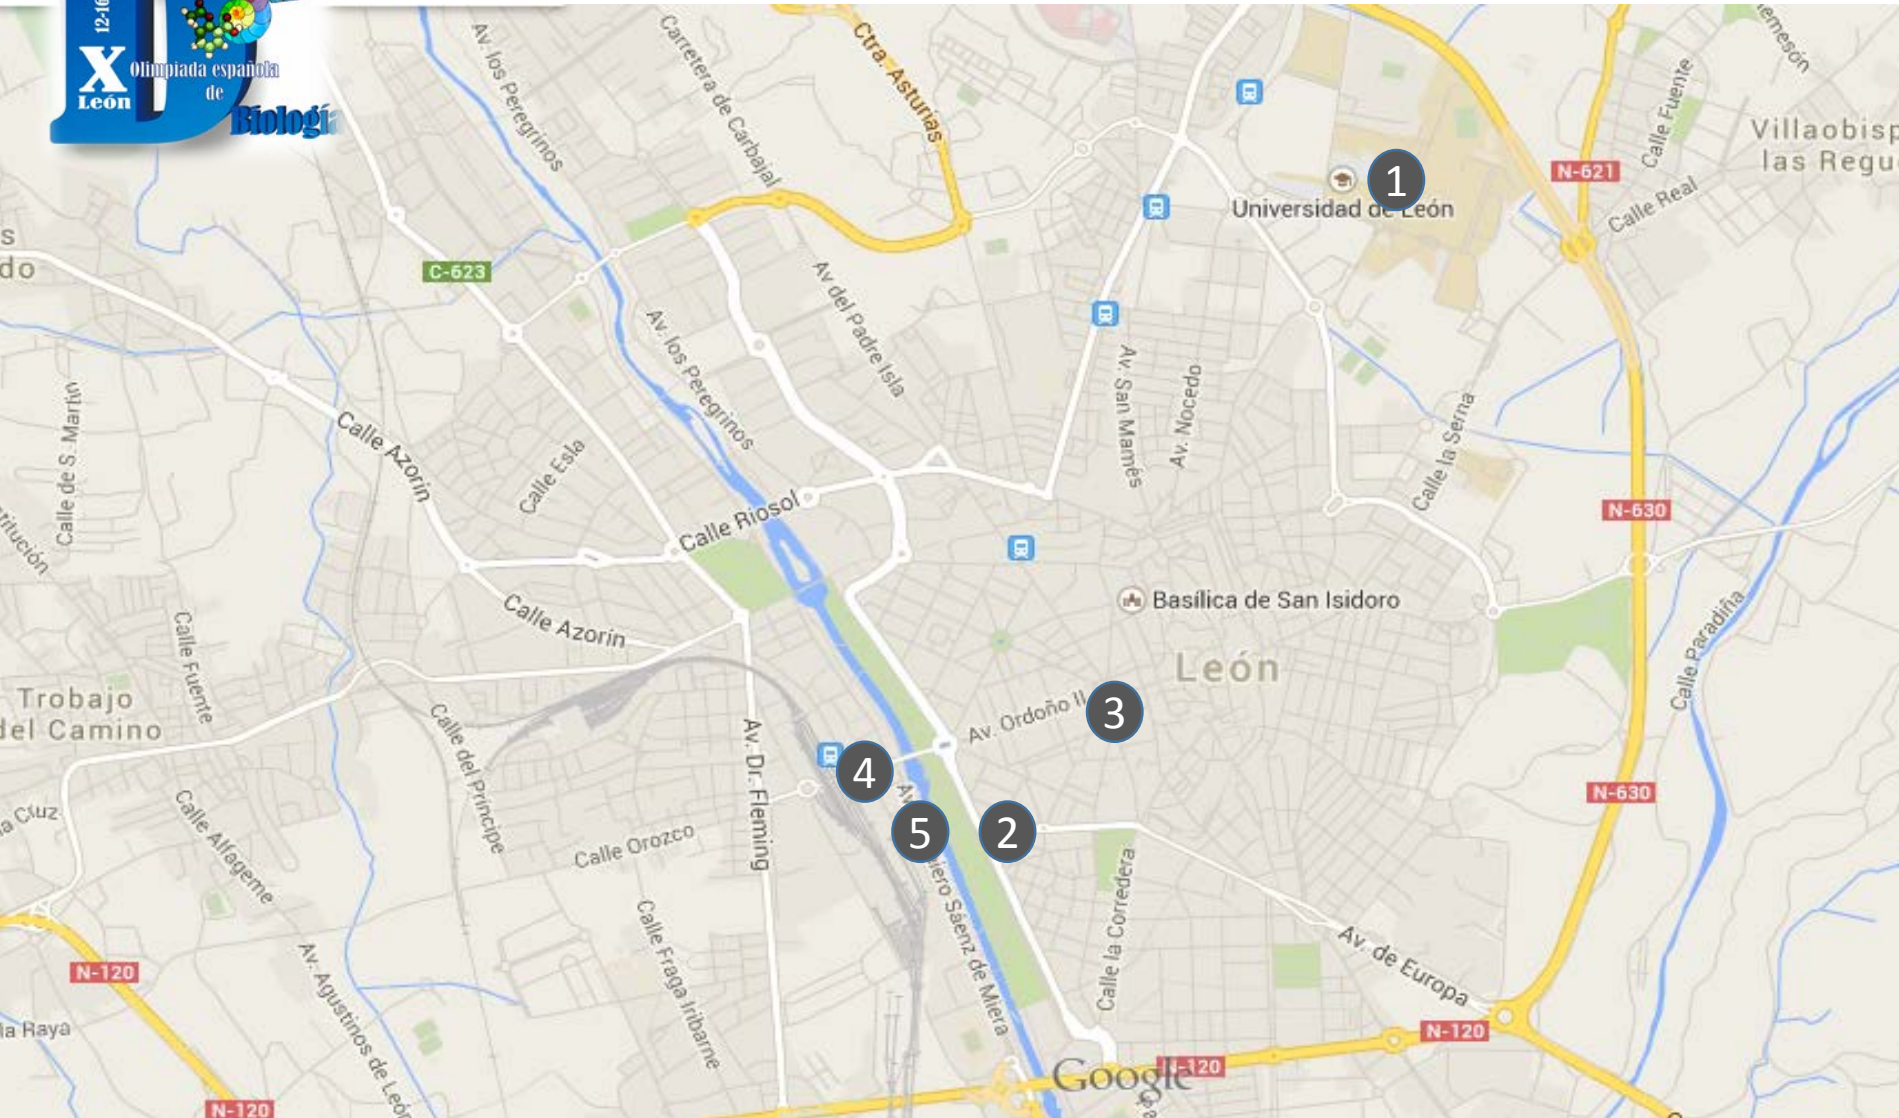 12-16
X
León
Olimpiada española
de
Biología
Av. los Peregrinos
Carretera de Carbajal
Ctra. Asturias
Calle Fuente
N-621
Calle Real
1
Universidad de León
C-623
Av. los Peregrinos
Av del Padre Isla
Av. San Mamés
Av. Nocedo
Calle la Serna
Calle de S. Martín
Calle Azorín
Calle Esla
Calle Riosol
N-630
Calle Azorín
Basílica de San Isidoro
León
Calle Paradiña
Calle Fuente
Trobajo
del Camino
Calle del Príncipe
Av. Dr. Fleming
Av. Ordoño II
3
4
5
2
N-630
Calle Alfageme
Calle Orozco
Calle la Corredera
Calle Fraga Iribarne
Sáenz de Miera
Av. de Europa
N-120
Av. Agustinos de León
la Raya
N-120
N-120
Google
N-120